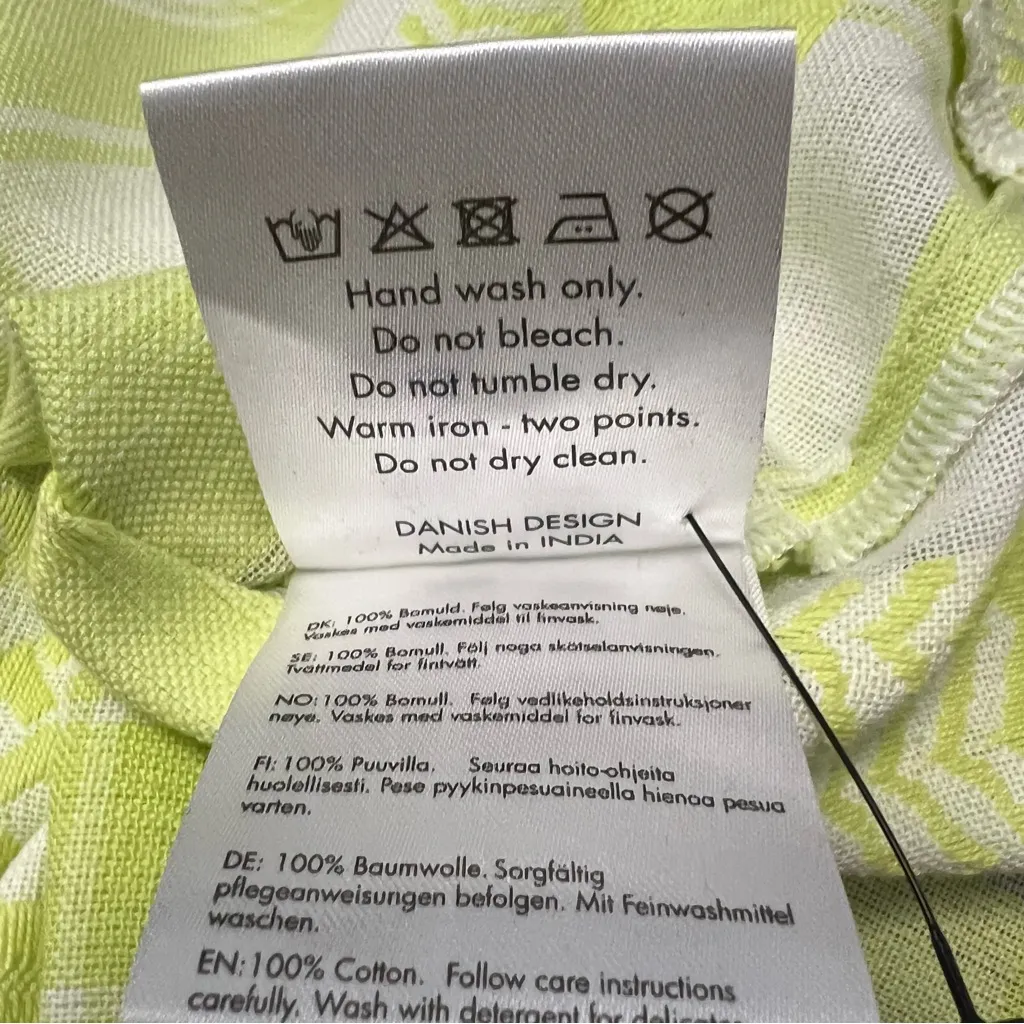 Hand wash only.
Do not bleach.
Do not tumble dry.
Warm iron - two points.
Do not dry clean.
DANISH DESIGN
Made in INDIA
DK: 100% Bomuld. Følg vaskeanvisning nøje.
Vaskes med vaskemiddel til finvask.
SE: 100% Bomull. Följ noga skötselanvisningen.
Tvättmedel for fintvätt.
NO: 100% Bomull. Følg vedlikeholdsinstruksjoner
nøye. Vaskes med vaskemiddel for finvask.
FI: 100% Puuvilla. Seuraa hoito-ohjeita
huolellisesti. Pese pyykinpesuaineella hienoa pesua
varten.
DE: 100% Baumwolle. Sorgfältig
pflegeanweisungen befolgen. Mit Feinwashmittel
waschen.
EN: 100% Cotton. Follow care instructions
carefully. Wash with detergent for